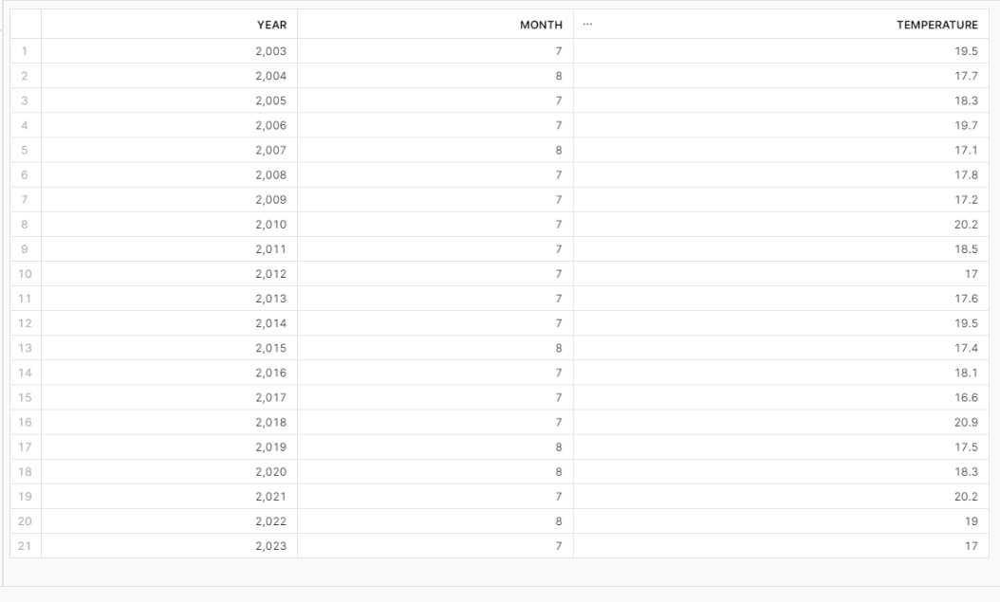 YEAR MONTH ... TEMPERATURE
1 2,003 7 19.5
2 2,004 8 17.7
3 2,005 7 18.3
4 2,006 7 19.7
5 2,007 8 17.1
6 2,008 7 17.8
7 2,009 7 17.2
8 2,010 7 20.2
9 2,011 7 18.5
10 2,012 7 17
11 2,013 7 17.6
12 2,014 7 19.5
13 2,015 8 17.4
14 2,016 7 18.1
15 2,017 7 16.6
16 2,018 7 20.9
17 2,019 8 17.5
18 2,020 8 18.3
19 2,021 7 20.2
20 2,022 8 19
21 2,023 7 17